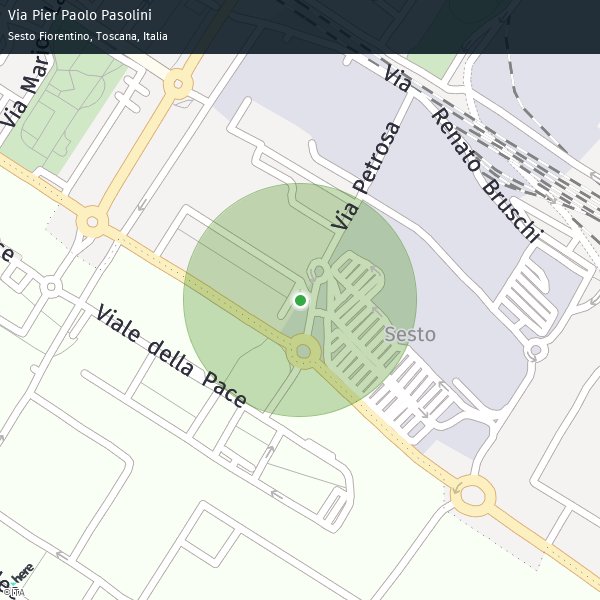 Via Pier Paolo Pasolini
Sesto Fiorentino, Toscana, Italia
Via Mario
Via
Renato Bruschi
Via Petrosa
Sesto
Viale della Pace
here